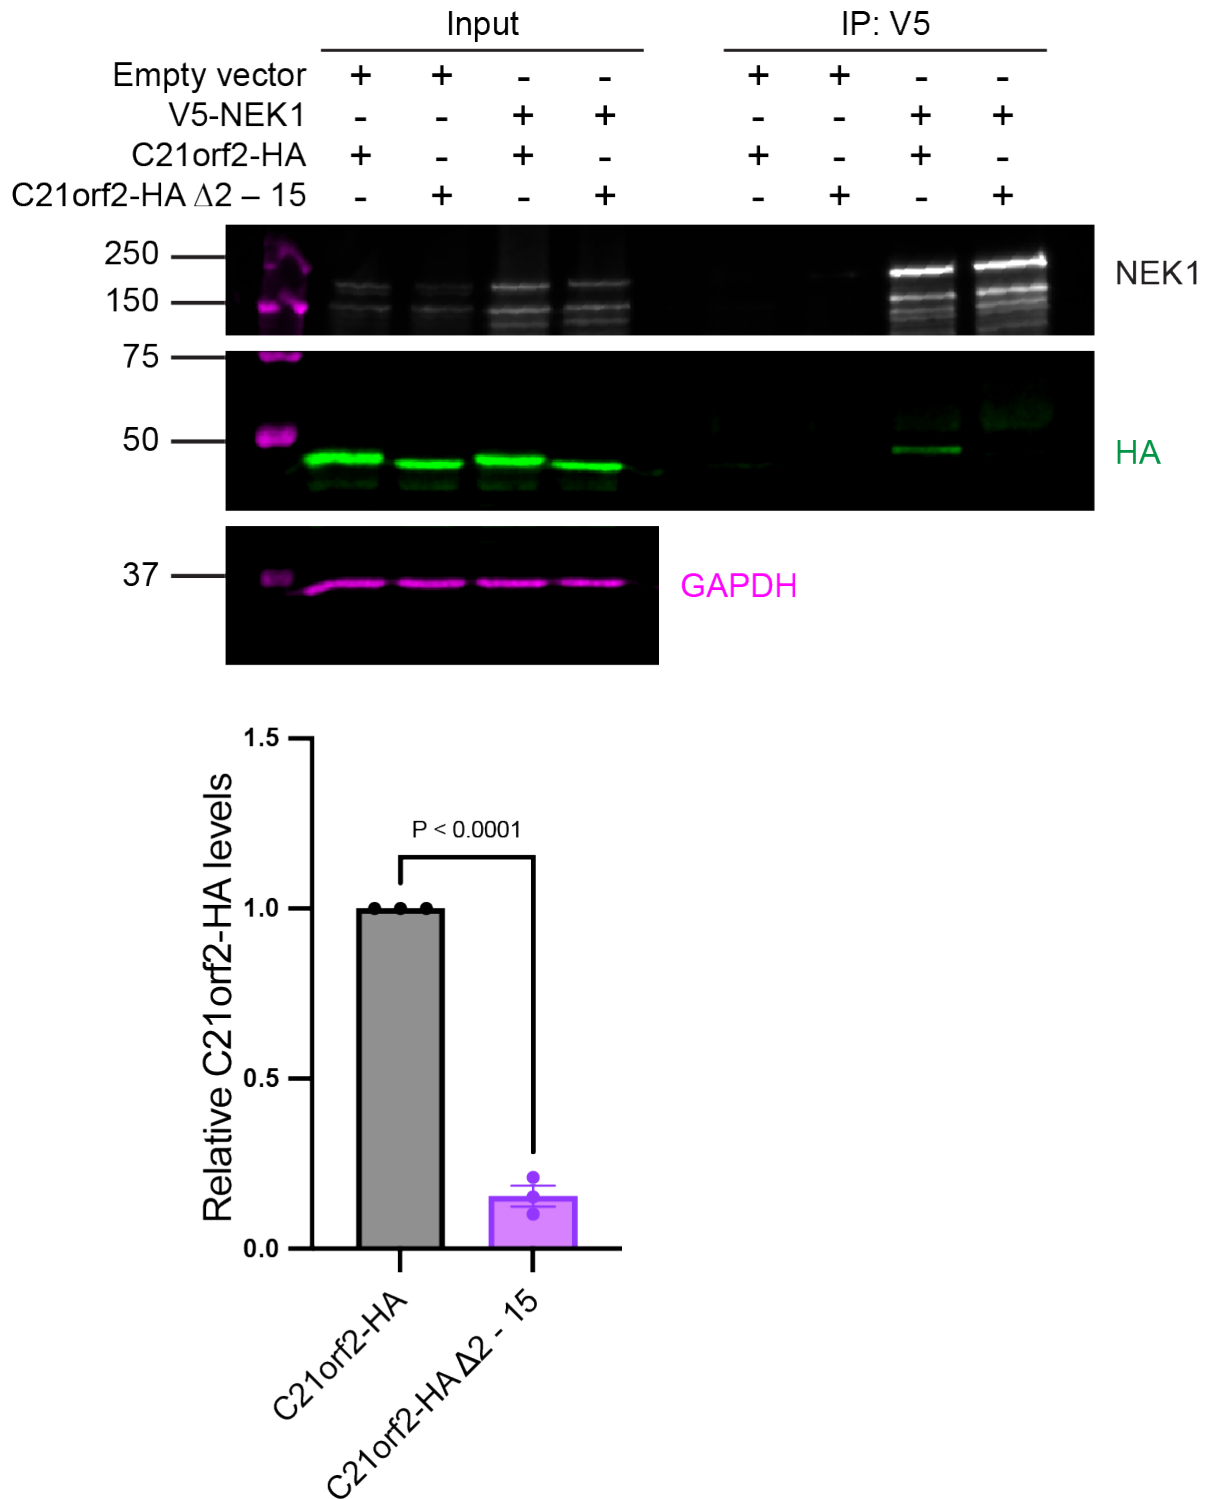 Input IP: V5
Empty vector + + - - + + - -
V5-NEK1 - - + + - - + +
C21orf2-HA + - + - + - + -
C21orf2-HA Δ2 – 15 - + - + - + - +
250
NEK1
150
75
50
HA
37
GAPDH
1.5
P < 0.0001
1.0
0.5
0.0
Relative C21orf2-HA levels
C21orf2-HA
C21orf2-HA Δ2 - 15